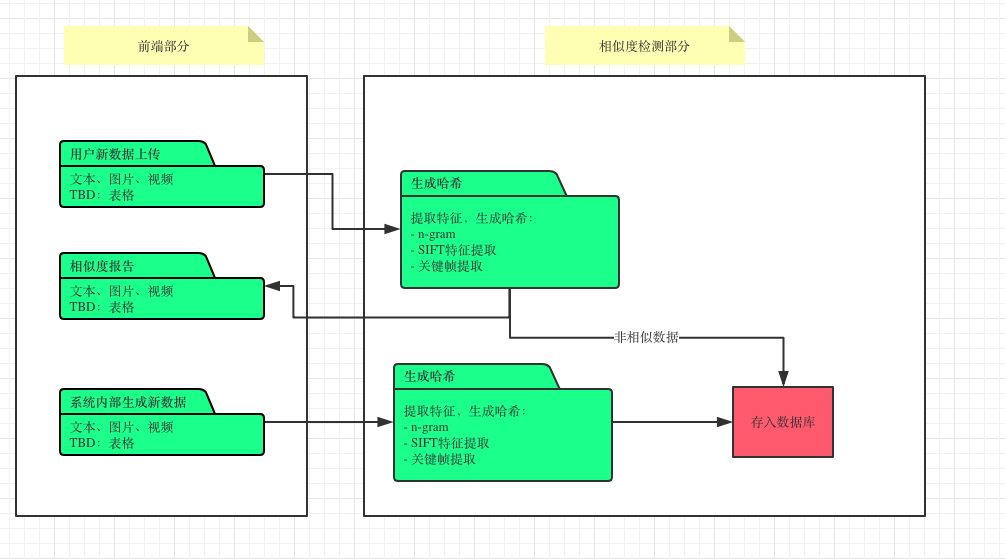 前端部分
相似度检测部分
用户新数据上传
文本、图片、视频
TBD：表格
生成哈希
提取特征，生成哈希：
- n-gram
- SIFT特征提取
- 关键帧提取
相似度报告
文本、图片、视频
TBD：表格
非相似数据
系统内部生成新数据
文本、图片、视频
TBD：表格
生成哈希
提取特征，生成哈希：
- n-gram
- SIFT特征提取
- 关键帧提取
存入数据库